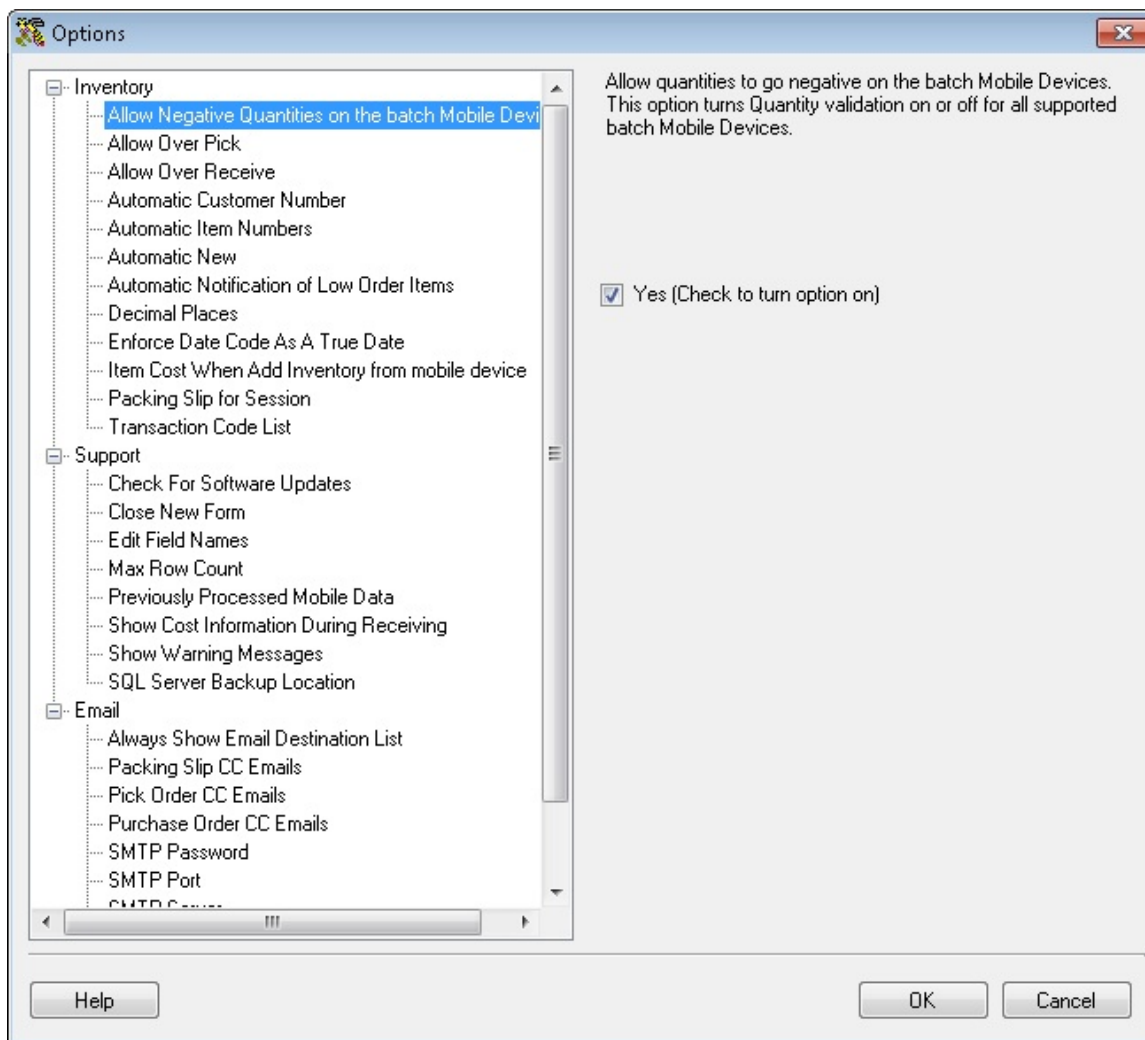 Options
Inventory
Allow Negative Quantities on the batch Mobile Devi
Allow Over Pick
Allow Over Receive
Automatic Customer Number
Automatic Item Numbers
Automatic New
Automatic Notification of Low Order Items
Decimal Places
Enforce Date Code As A True Date
Item Cost When Add Inventory from mobile device
Packing Slip for Session
Transaction Code List
Support
Check For Software Updates
Close New Form
Edit Field Names
Max Row Count
Previously Processed Mobile Data
Show Cost Information During Receiving
Show Warning Messages
SQL Server Backup Location
Email
Always Show Email Destination List
Packing Slip CC Emails
Pick Order CC Emails
Purchase Order CC Emails
SMTP Password
SMTP Port
SMTP Server
Allow quantities to go negative on the batch Mobile Devices.
This option turns Quantity validation on or off for all supported
batch Mobile Devices.
Yes (Check to turn option on)
Help
OK
Cancel